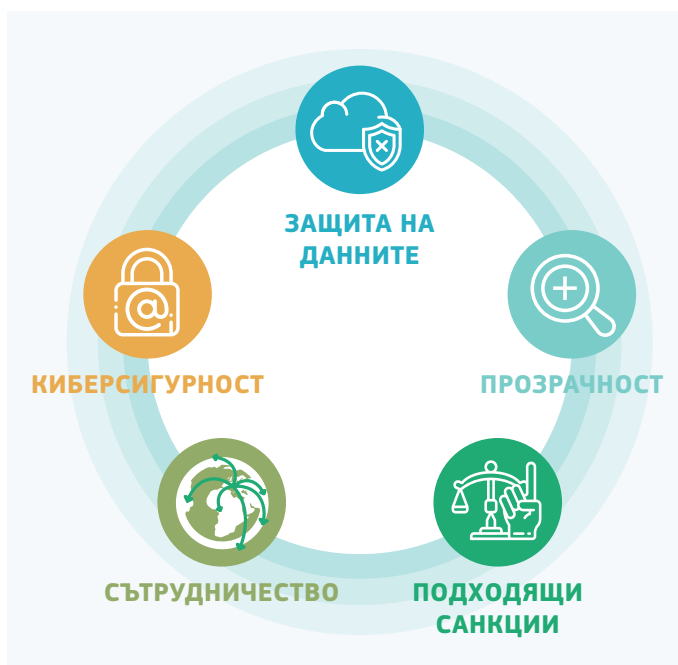 ЗАЩИТА НА
ДАННИТЕ
КИБЕРСИГУРНОСТ
ПРОЗРАЧНОСТ
СЪТРУДНИЧЕСТВО
ПОДХОДЯЩИ
САНКЦИИ